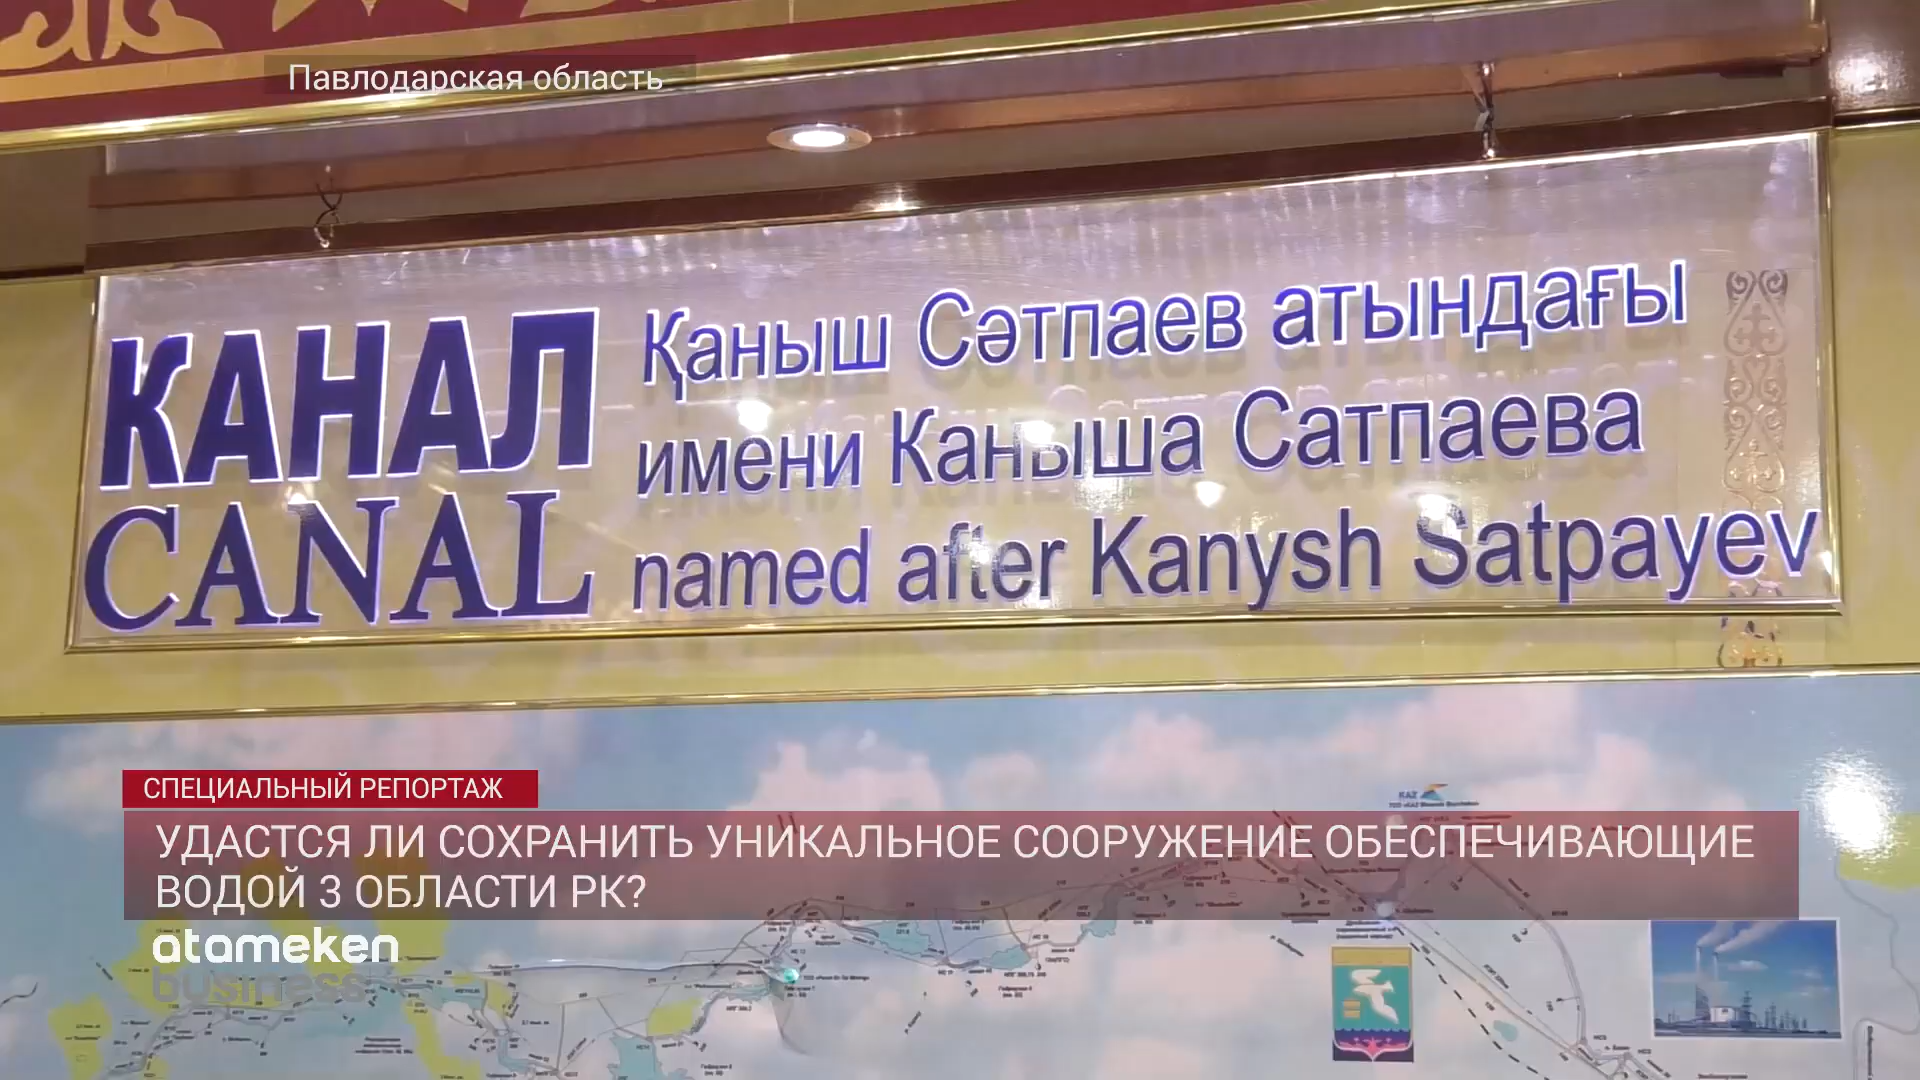 Павлодарская область
КАНАЛ
CANAL
Қаныш Сәтпаев атындағы
имени Каныша Сатпаева
named after Kanysh Satpayev
СПЕЦИАЛЬНЫЙ РЕПОРТАЖ
УДАСТСЯ ЛИ СОХРАНИТЬ УНИКАЛЬНОЕ СООРУЖЕНИЕ ОБЕСПЕЧИВАЮЩИЕ
ВОДОЙ 3 ОБЛАСТИ РК?
KAZ
atameken
business